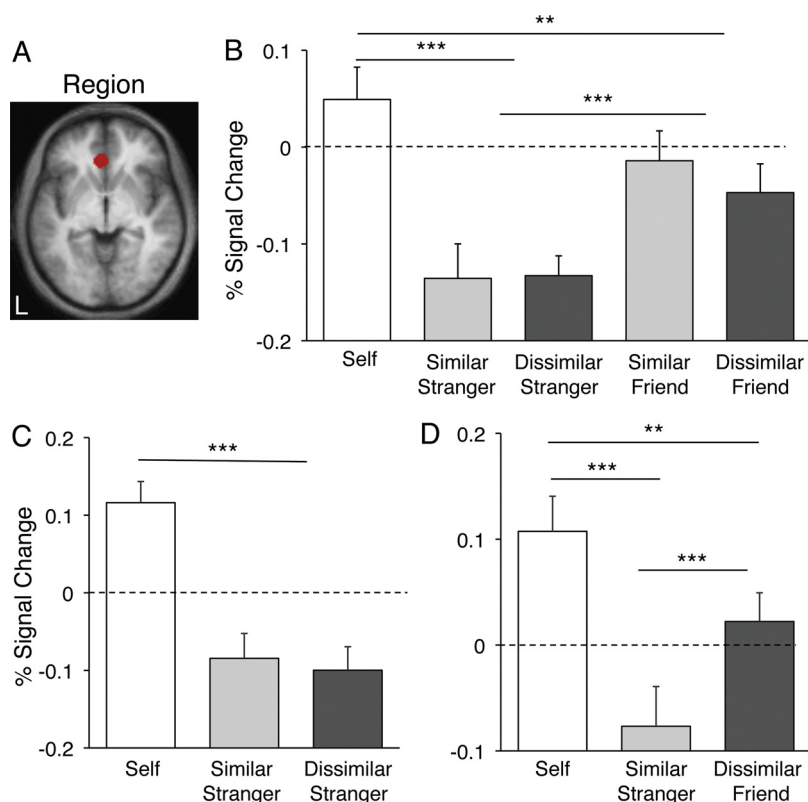 A
Region
L
B
% Signal Change
0.1
0
-0.1
-0.2
**
***
***
Self
Similar
Stranger
Dissimilar
Stranger
Similar
Friend
Dissimilar
Friend
C
% Signal Change
0.2
0.1
0
-0.1
-0.2
***
Self
Similar
Stranger
Dissimilar
Stranger
D
0.2
0.1
0
-0.1
**
***
***
Self
Similar
Stranger
Dissimilar
Friend